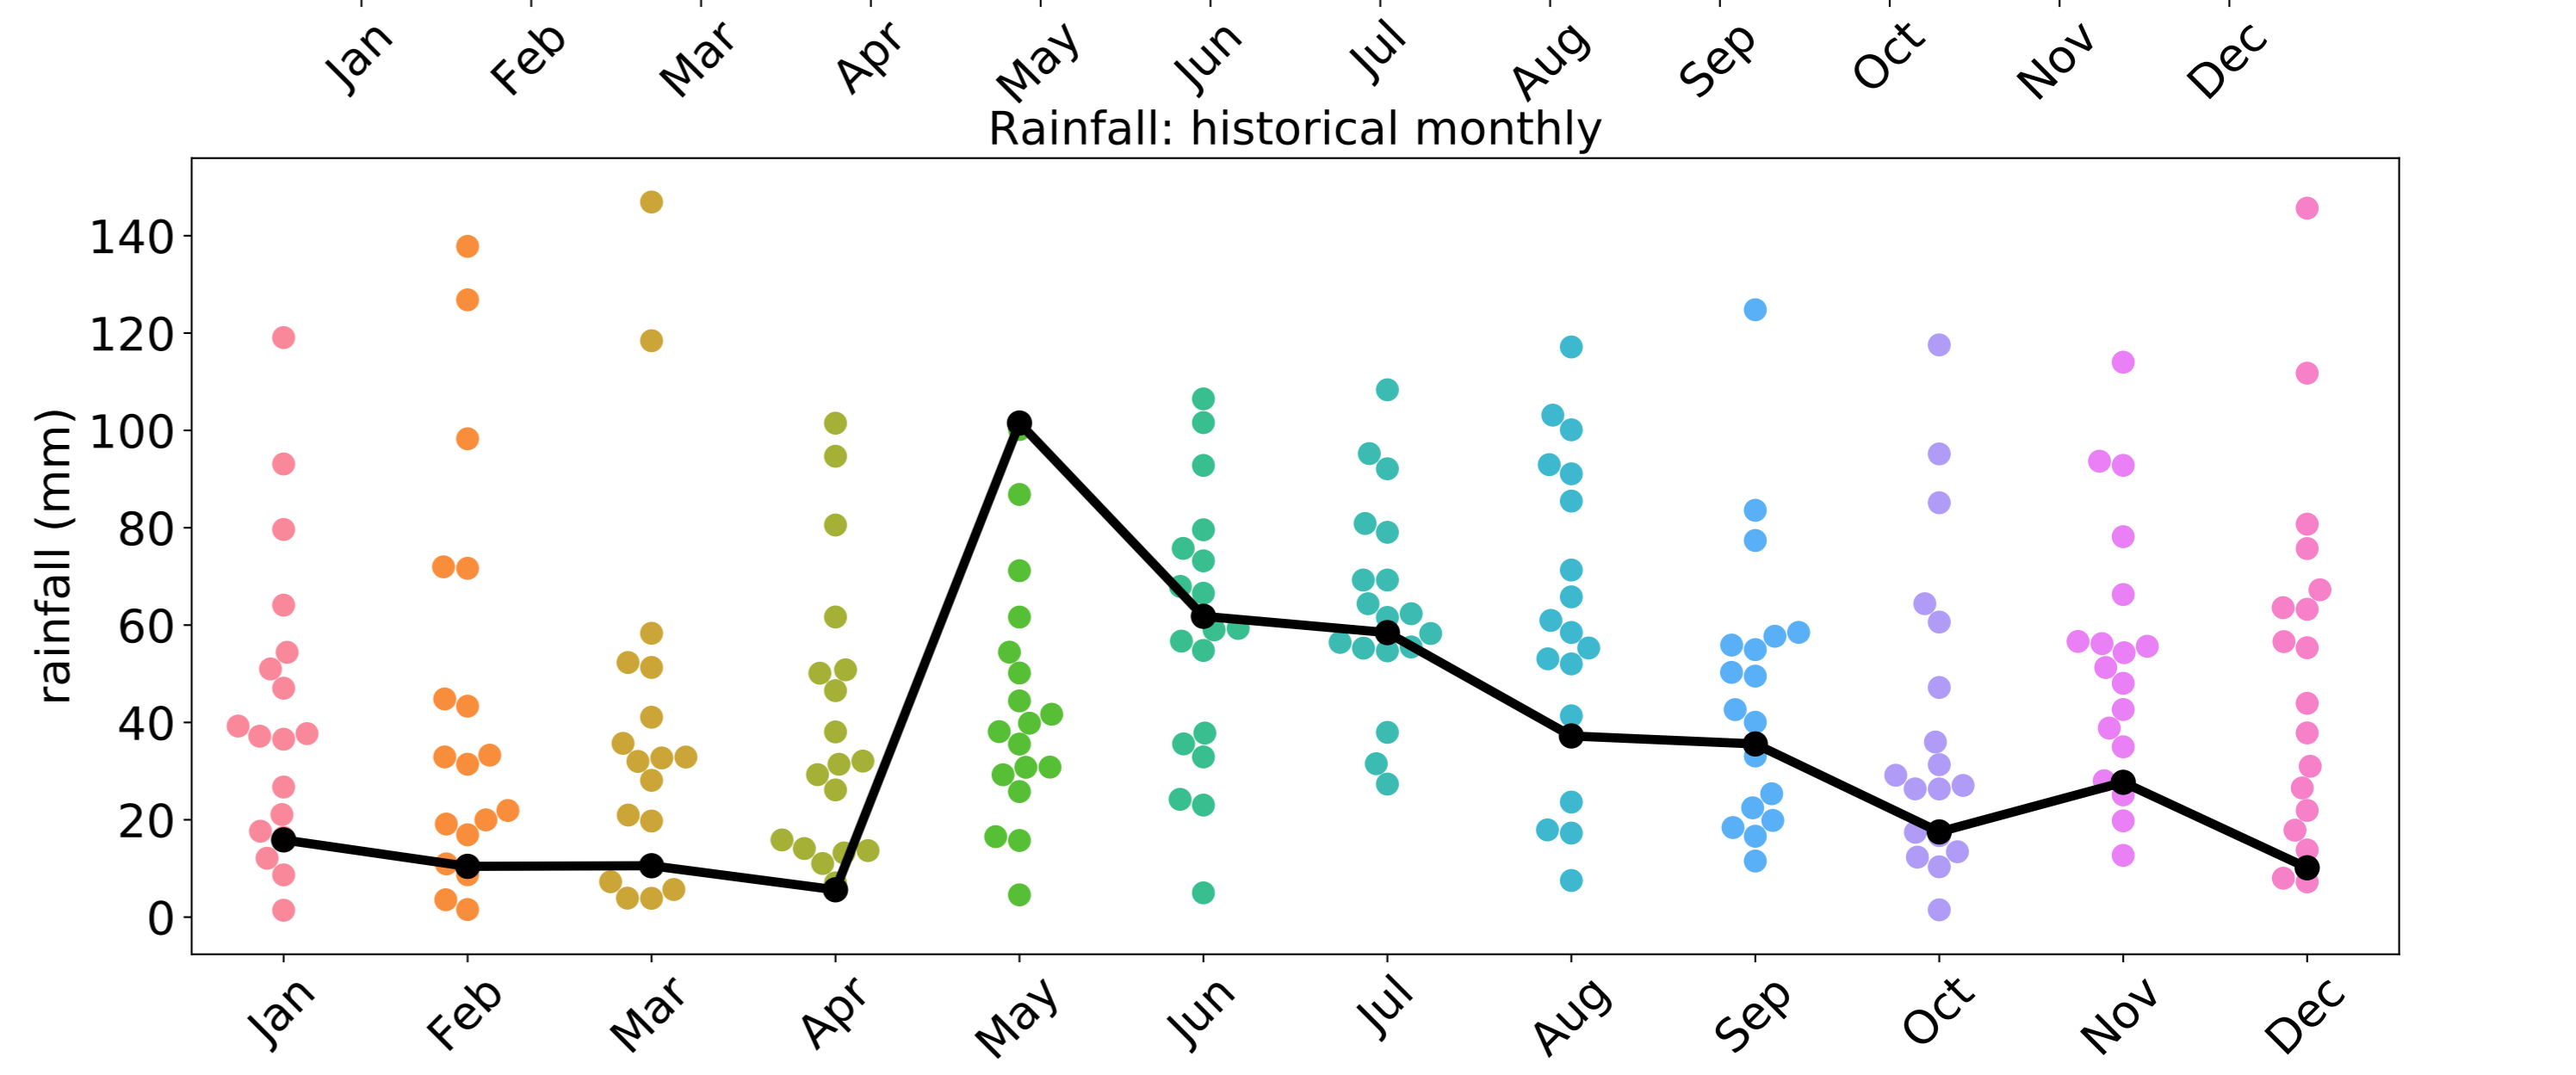 Jan Feb Mar Apr May Jun Jul Aug Sep Oct Nov Dec
Rainfall: historical monthly
rainfall (mm)
140
120
100
80
60
40
20
0
Jan Feb Mar Apr May Jun Jul Aug Sep Oct Nov Dec